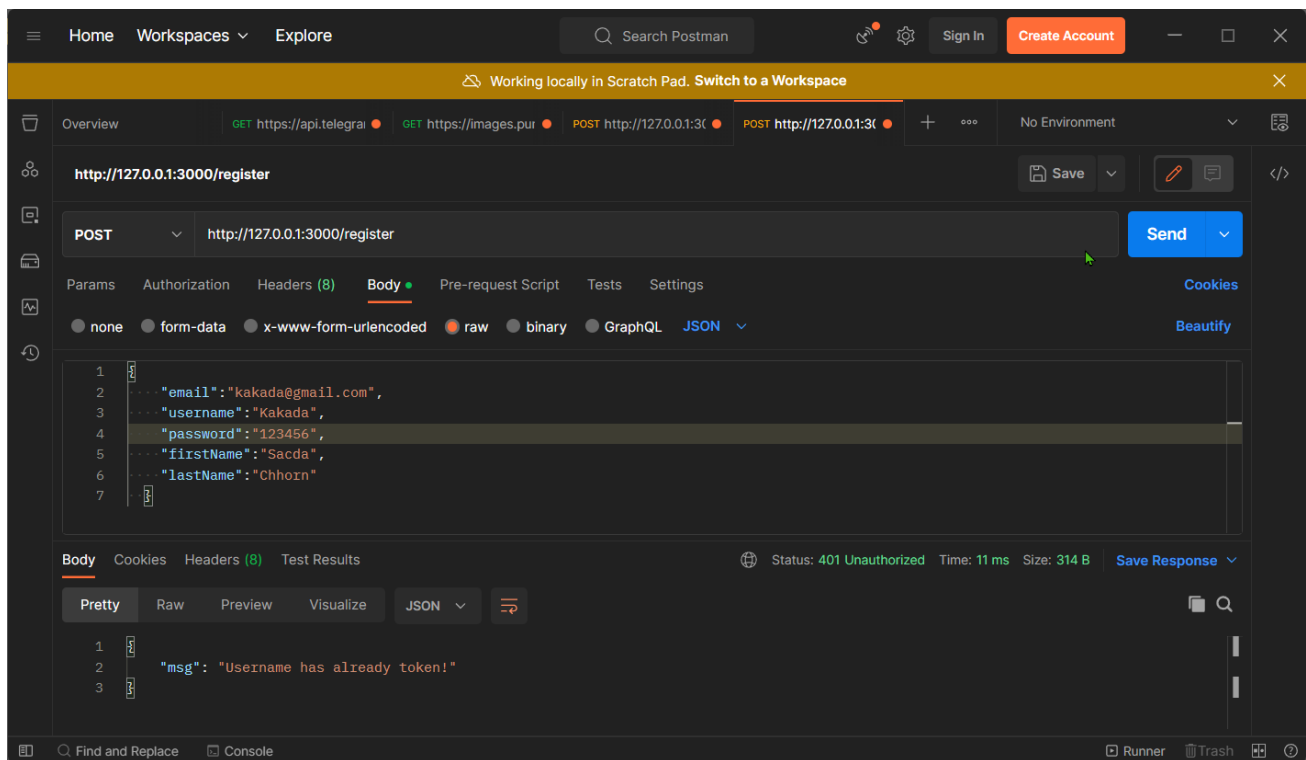 Home Workspaces Explore Search Postman Sign In Create Account
Working locally in Scratch Pad. Switch to a Workspace
Overview GET https://api.telegra GET https://images.pur POST http://127.0.0.1:3( POST http://127.0.0.1:3( No Environment
http://127.0.0.1:3000/register Save </>
POST http://127.0.0.1:3000/register Send
Params Authorization Headers (8) Body Pre-request Script Tests Settings Cookies
none form-data x-www-form-urlencoded raw binary GraphQL JSON Beautify
1 {
2 "email":"kakada@gmail.com",
3 "username":"Kakada",
4 "password":"123456",
5 "firstName":"Sacda",
6 "lastName":"Chhorn"
7 }
Body Cookies Headers (8) Test Results Status: 401 Unauthorized Time: 11 ms Size: 314 B Save Response
Pretty Raw Preview Visualize JSON
1 {
2 "msg": "Username has already token!"
3 }
Find and Replace Console Runner Trash